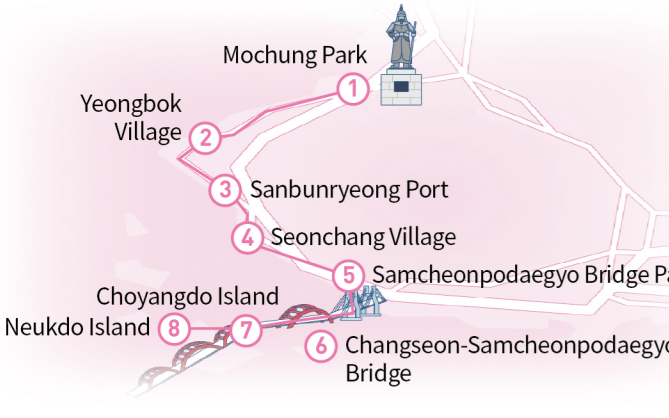 Mochung Park
1
Yeongbok
Village
2
3 Sanbunryeong Port
4 Seonchang Village
5 Samcheonpodaegyo Bridge Pa
Choyangdo Island
Neukdo Island 8
7
6 Changseon-Samcheonpodaegyo
Bridge